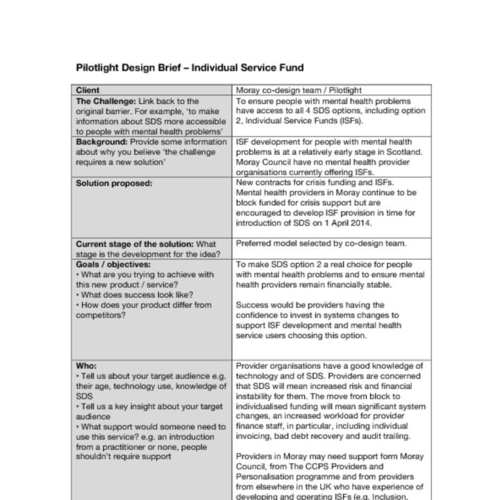 Pilotlight Design Brief – Individual Service Fund
Client
Moray co-design team / Pilotlight
The Challenge: Link back to the
original barrier. For example, 'to make
information about SDS more accessible
to people with mental health problems'
To ensure people with mental health problems
have access to all 4 SDS options, including option
2, Individual Service Funds (ISFs).
Background: Provide some information
about why you believe 'the challenge
requires a new solution'
ISF development for people with mental health
problems is at a relatively early stage in Scotland.
Moray Council have no mental health provider
organisations currently offering ISFs.
Solution proposed:
New contracts for crisis funding and ISFs.
Mental health providers in Moray continue to be
block funded for crisis support but are
encouraged to develop ISF provision in time for
introduction of SDS on 1 April 2014.
Current stage of the solution: What
stage is the development for the idea?
Preferred model selected by co-design team.
Goals / objectives:
• What are you trying to achieve with
this new product / service?
• What does success look like?
• How does your product differ from
competitors?
To make SDS option 2 a real choice for people
with mental health problems and to ensure mental
health providers remain financially stable.
Success would be providers having the
confidence to invest in systems changes to
support ISF development and mental health
service users choosing this option.
Who:
• Tell us about your target audience e.g.
their age, technology use, knowledge of
SDS
• Tell us a key insight about your target
audience
• What support would someone need to
use this service? e.g. an introduction
from a practitioner or none, people
shouldn't require support
Provider organisations have a good knowledge of
technology and of SDS. Providers are concerned
that SDS will mean increased risk and financial
instability for them. The move from block to
individualised funding will mean significant system
changes, an increased workload for provider
finance staff, in particular, including individual
invoicing, bad debt recovery and audit trailing.
Providers in Moray may need support form Moray
Council, from The CCPS Providers and
Personalisation programme and from providers
from elsewhere in the UK who have experience of
developing and operating ISFs (e.g. Inclusion,